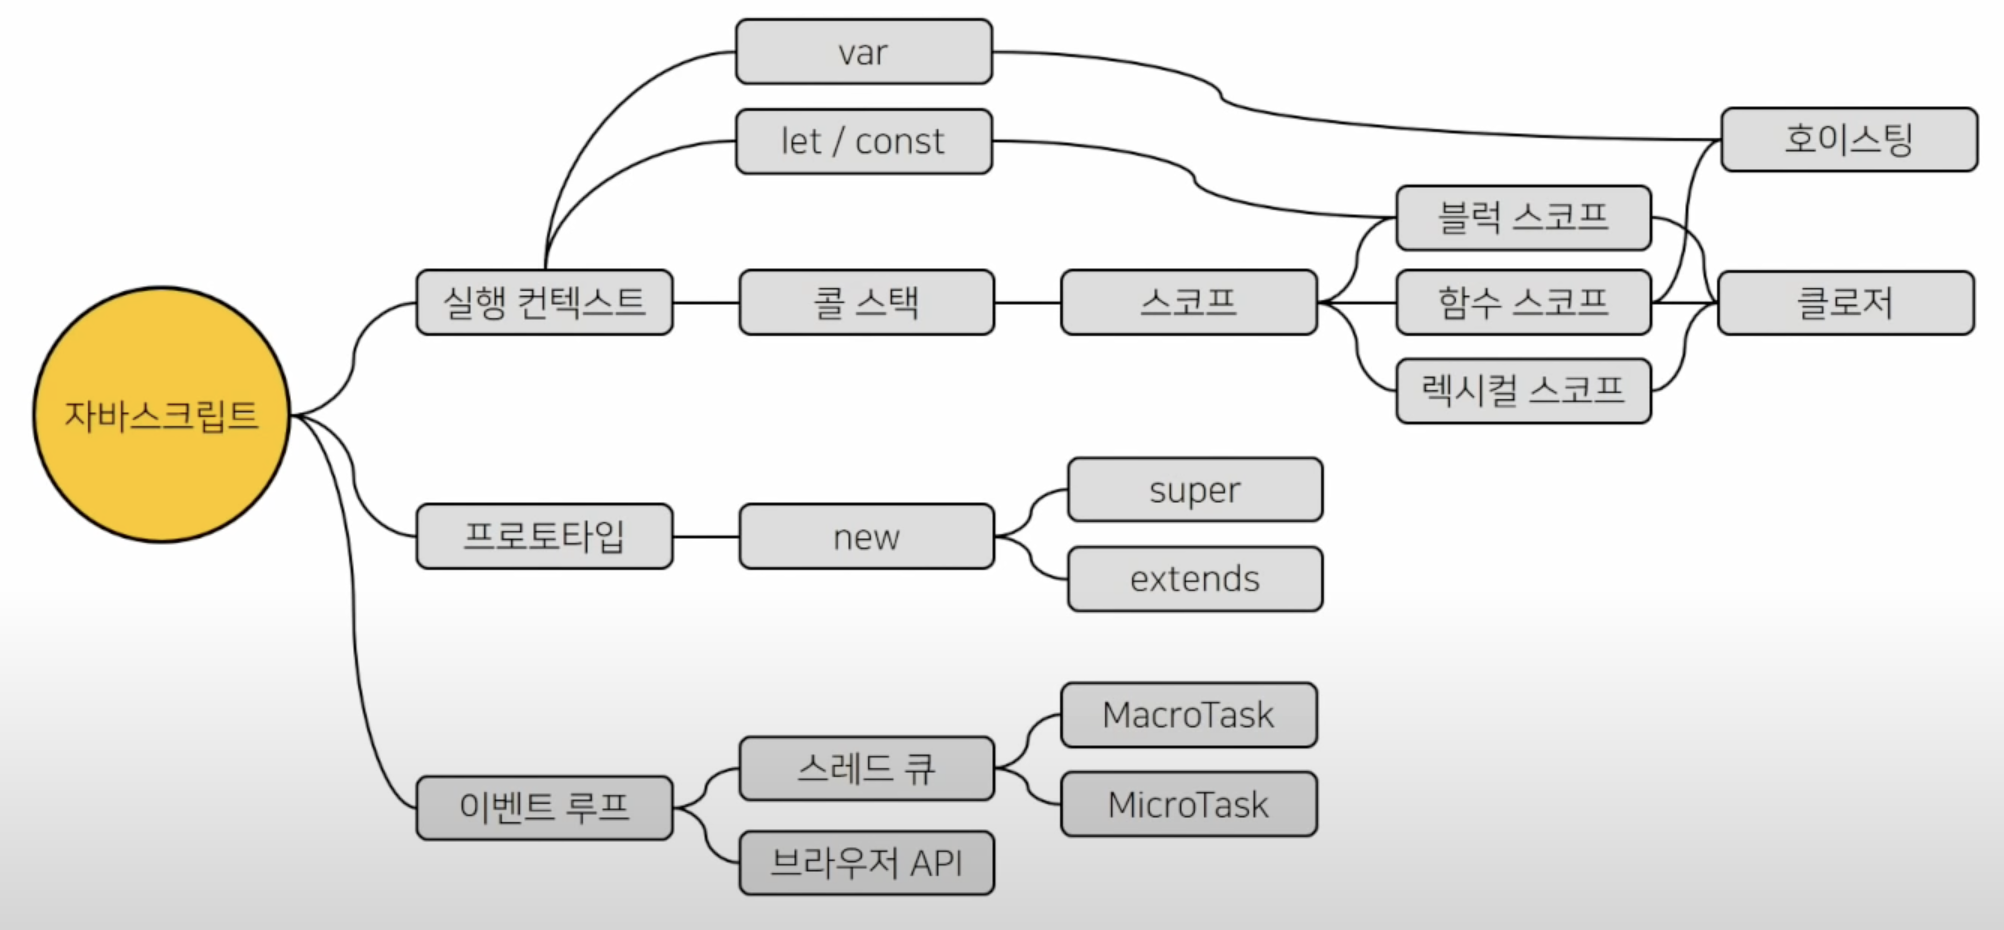 var
let / const
호이스팅
블럭 스코프
실행 컨텍스트
콜 스택
스코프
함수 스코프
클로저
렉시컬 스코프
자바스크립트
super
프로토타입
new
extends
MacroTask
스레드 큐
이벤트 루프
MicroTask
브라우저 API